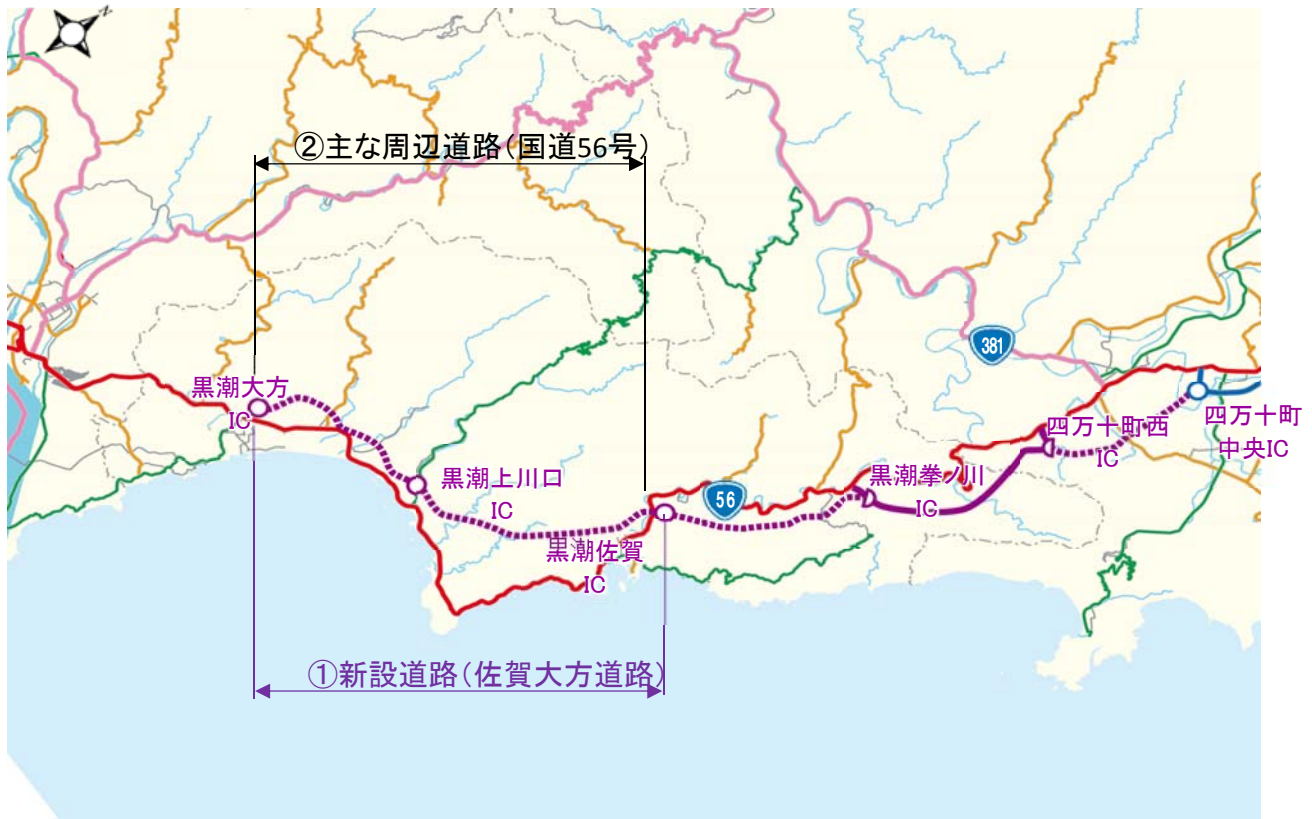 N
②主な周辺道路(国道56号)
381
黒潮大方
IC
四万十町西
IC
四万十町
中央IC
黒潮上川口
IC
黒潮拳ノ川
IC
56
黒潮佐賀
IC
①新設道路(佐賀大方道路)